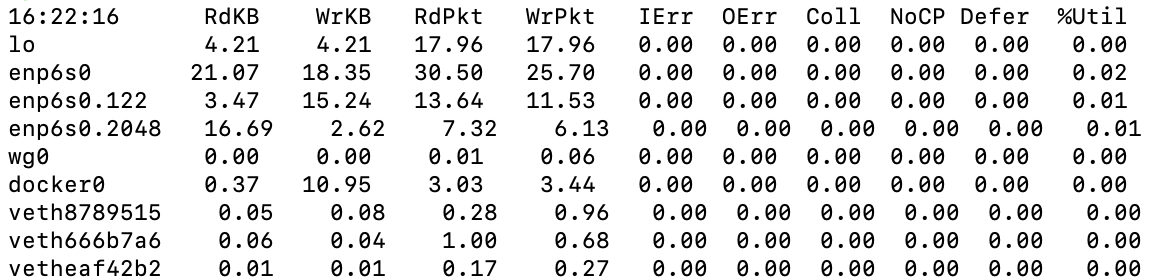 16:22:16 RdKB WrKB RdPkt WrPkt IErr OErr Coll NoCP Defer %Util
lo 4.21 4.21 17.96 17.96 0.00 0.00 0.00 0.00 0.00 0.00
enp6s0 21.07 18.35 30.50 25.70 0.00 0.00 0.00 0.00 0.00 0.02
enp6s0.122 3.47 15.24 13.64 11.53 0.00 0.00 0.00 0.00 0.00 0.01
enp6s0.2048 16.69 2.62 7.32 6.13 0.00 0.00 0.00 0.00 0.00 0.01
wg0 0.00 0.00 0.01 0.06 0.00 0.00 0.00 0.00 0.00 0.00
docker0 0.37 10.95 3.03 3.44 0.00 0.00 0.00 0.00 0.00 0.00
veth8789515 0.05 0.08 0.28 0.96 0.00 0.00 0.00 0.00 0.00 0.00
veth666b7a6 0.06 0.04 1.00 0.68 0.00 0.00 0.00 0.00 0.00 0.00
vetheaf42b2 0.01 0.01 0.17 0.27 0.00 0.00 0.00 0.00 0.00 0.00